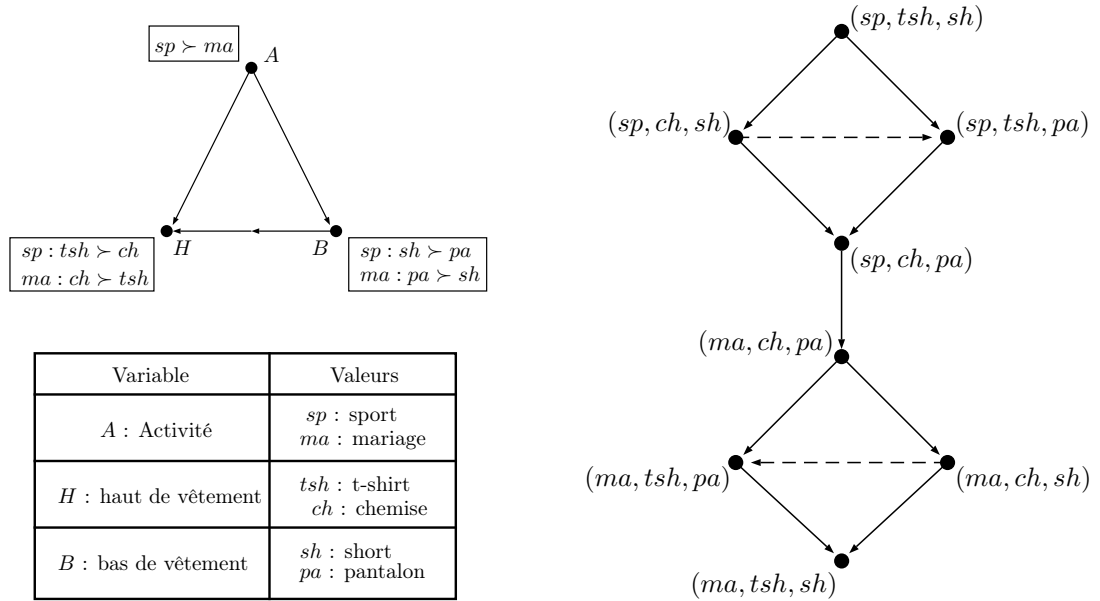 sp ≻ ma
A
H
B
sp : tsh ≻ ch
ma : ch ≻ tsh
sp : sh ≻ pa
ma : pa ≻ sh
Variable Valeurs
A : Activité
sp : sport
ma : mariage
H : haut de vêtement
tsh : t-shirt
ch : chemise
B : bas de vêtement
sh : short
pa : pantalon
(sp, tsh, sh)
(sp, ch, sh)
(sp, tsh, pa)
(sp, ch, pa)
(ma, ch, pa)
(ma, tsh, pa)
(ma, ch, sh)
(ma, tsh, sh)